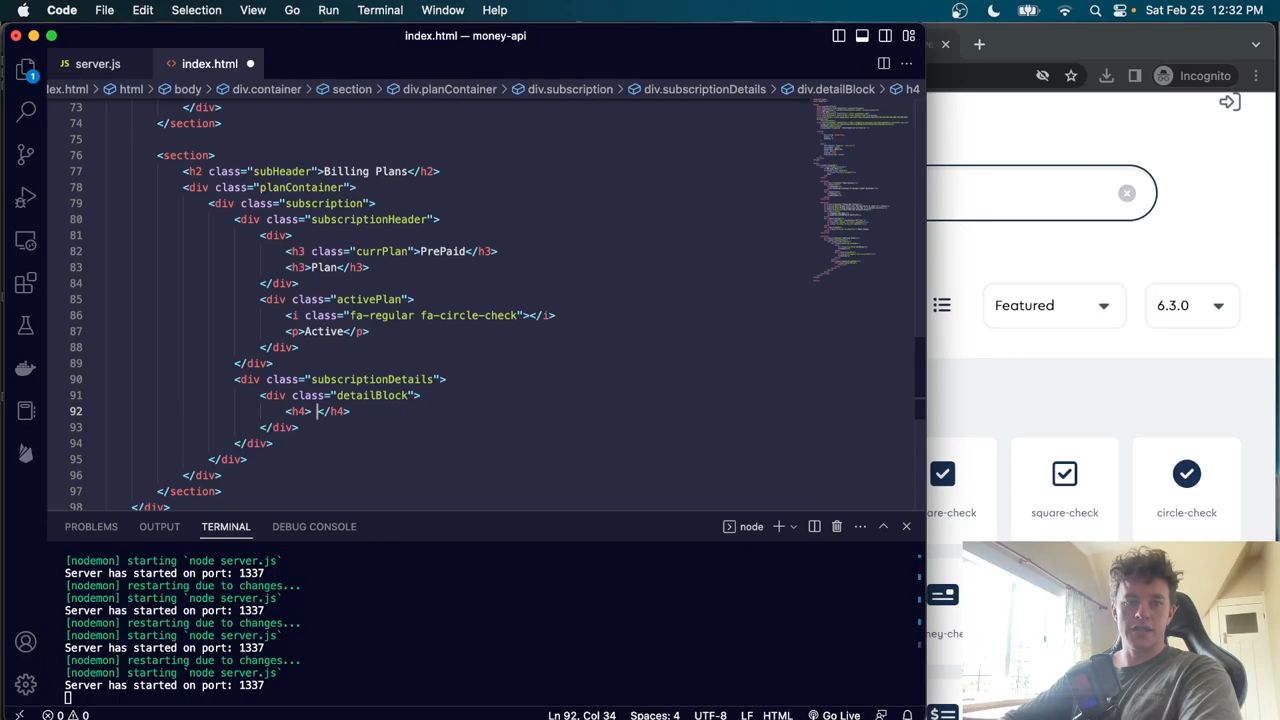 Code File Edit Selection View Go Run Terminal Window Help Sat Feb 25 12:32 PM
index.html — money-api
JS server.js <> index.html
Incognito
ex.html > html > body > div.container > section > div.planContainer > div.subscription > div.subscriptionDetails > div.detailBlock > h4
73 </div>
74 </section>
75
76 <section>
77 <h2 class="subHeader">Billing Plans</h2>
78 <div class="planContainer">
79 <div class="subscription">
80 <div class="subscriptionHeader">
81 <div>
82 <h3 class="currPlan">PrePaid</h3>
83 <h3>Plan</h3>
84 </div>
85 <div class="activePlan">
86 <i class="fa-regular fa-circle-check"></i>
87 <p>Active</p>
88 </div>
89 </div>
90 <div class="subscriptionDetails">
91 <div class="detailBlock">
92 <h4> </h4>
93 </div>
94 </div>
95 </div>
96 </div>
97 </section>
98 </div>
Featured 6.3.0
are-check square-check circle-check
ney-che
1
PROBLEMS OUTPUT TERMINAL DEBUG CONSOLE node
[nodemon] starting `node server.js`
Server has started on port: 1337
[nodemon] restarting due to changes...
[nodemon] starting `node server.js`
Server has started on port: 1337
[nodemon] restarting due to changes...
[nodemon] starting `node server.js`
Server has started on port: 1337
[nodemon] restarting due to changes...
[nodemon] starting `node server.js`
Server has started on port: 1337
Ln 92, Col 34 Spaces: 4 UTF-8 LF HTML Go Live